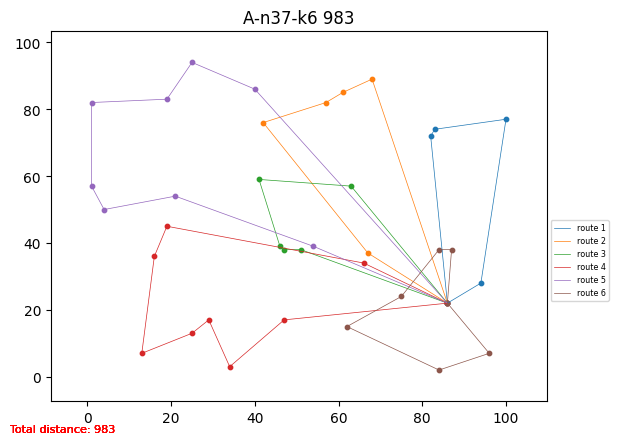 A-n37-k6 983
100
80
60
40
20
0
0 20 40 60 80 100
route 1
route 2
route 3
route 4
route 5
route 6
Total distance: 983